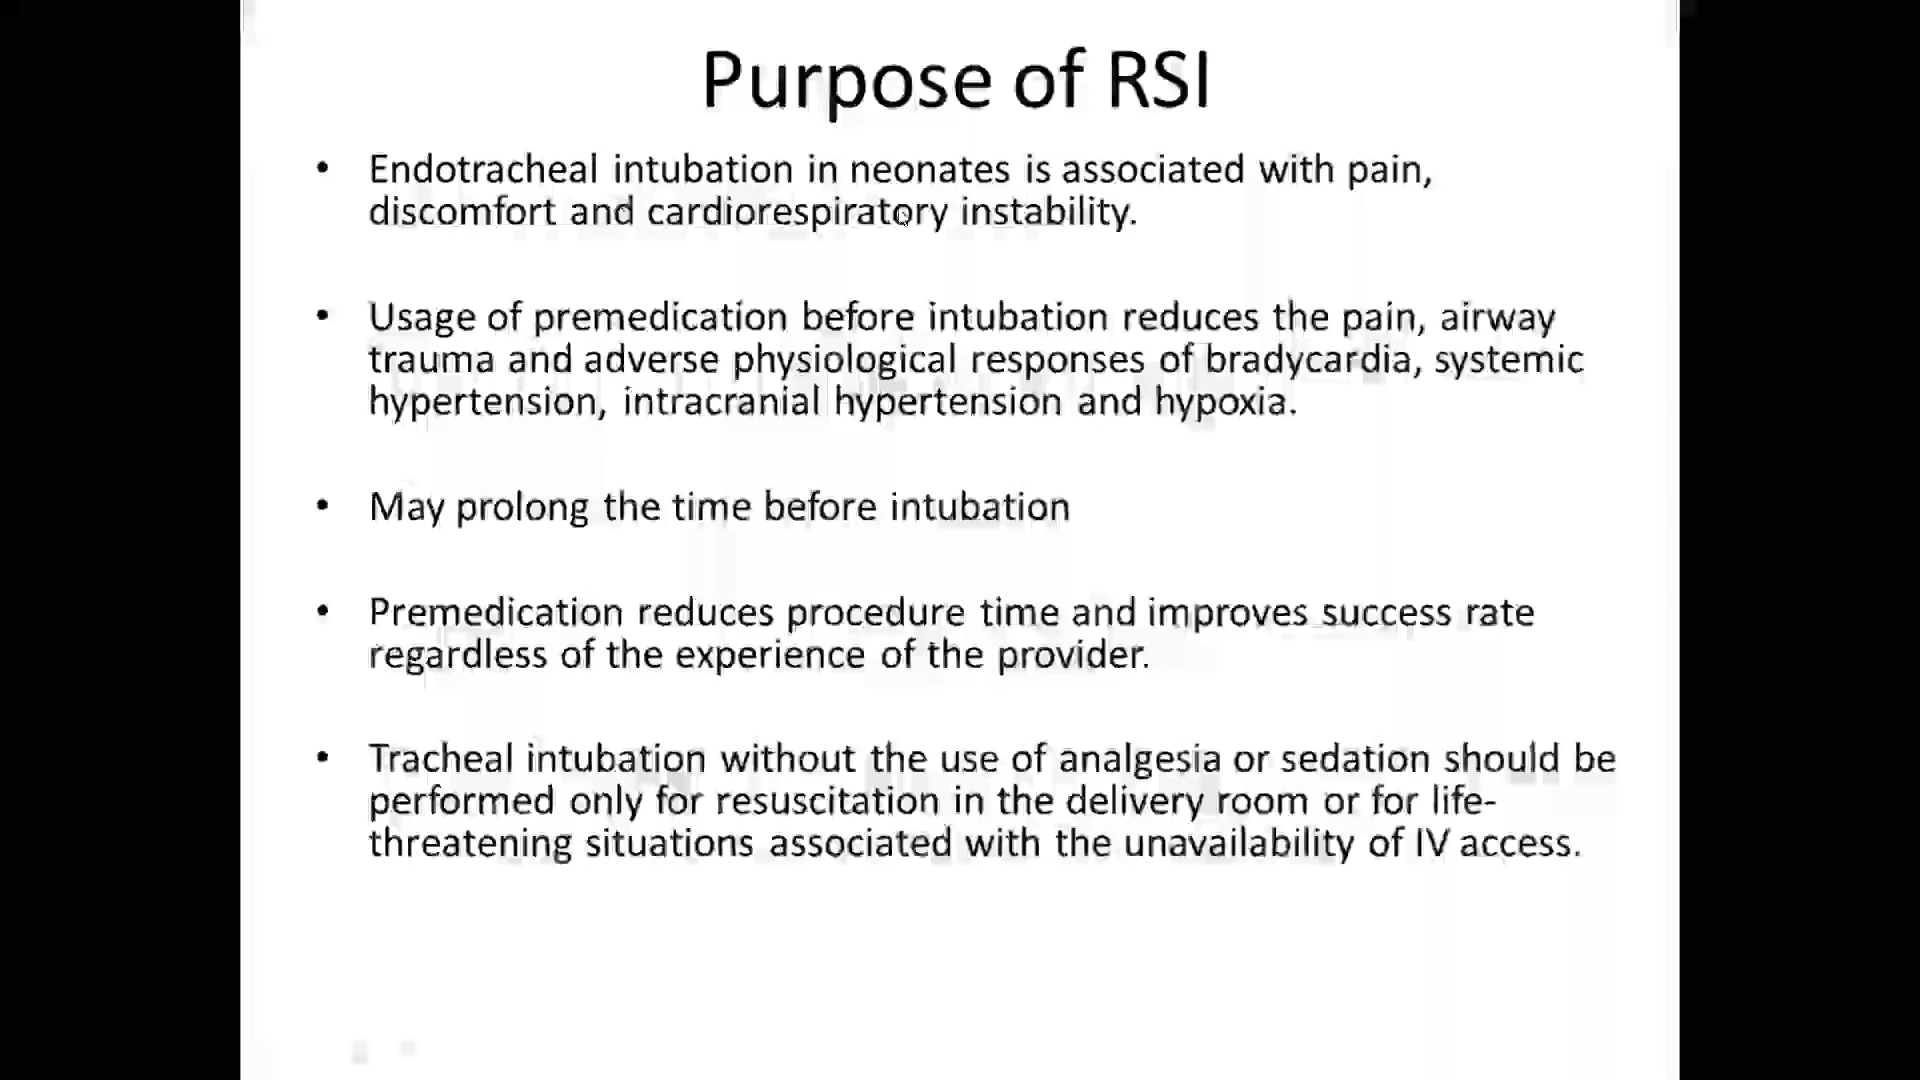 Purpose of RSI
• Endotracheal intubation in neonates is associated with pain,
discomfort and cardiorespiratory instability.
• Usage of premedication before intubation reduces the pain, airway
trauma and adverse physiological responses of bradycardia, systemic
hypertension, intracranial hypertension and hypoxia.
• May prolong the time before intubation
• Premedication reduces procedure time and improves success rate
regardless of the experience of the provider.
• Tracheal intubation without the use of analgesia or sedation should be
performed only for resuscitation in the delivery room or for life-
threatening situations associated with the unavailability of IV access.